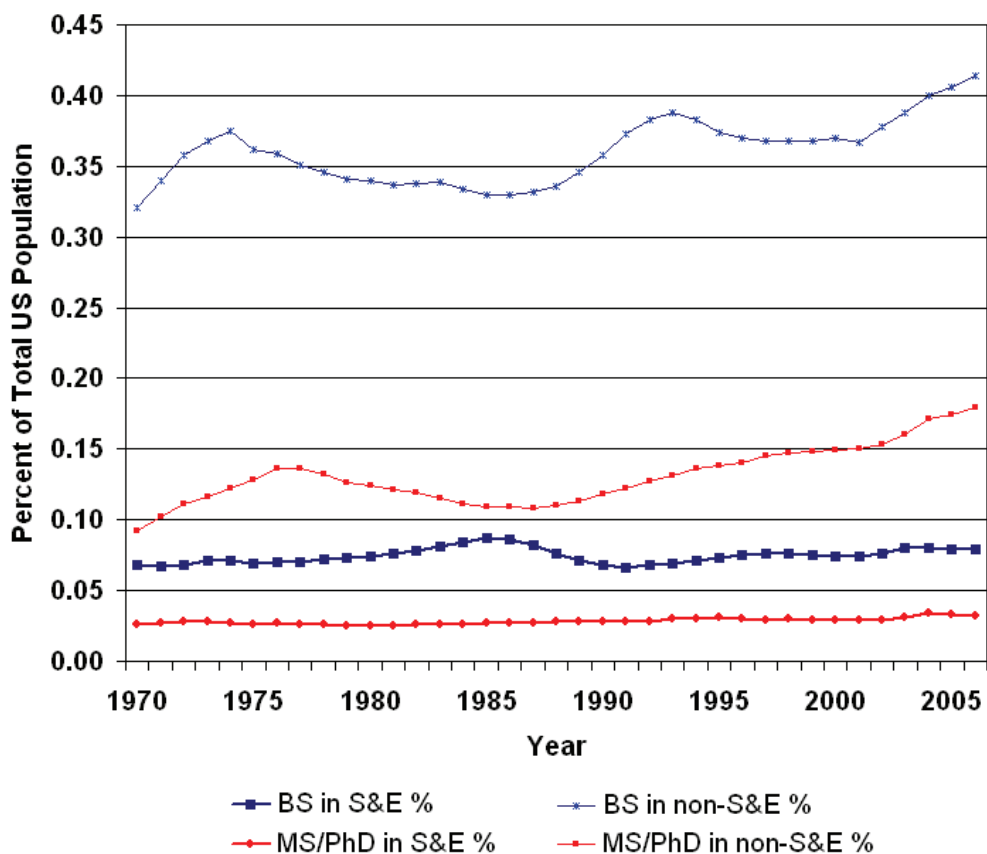 0.45
0.40
0.35
0.30
0.25
0.20
0.15
0.10
0.05
0.00
Percent of Total US Population
1970 1975 1980 1985 1990 1995 2000 2005
Year
BS in S&E % BS in non-S&E %
MS/PhD in S&E % MS/PhD in non-S&E %